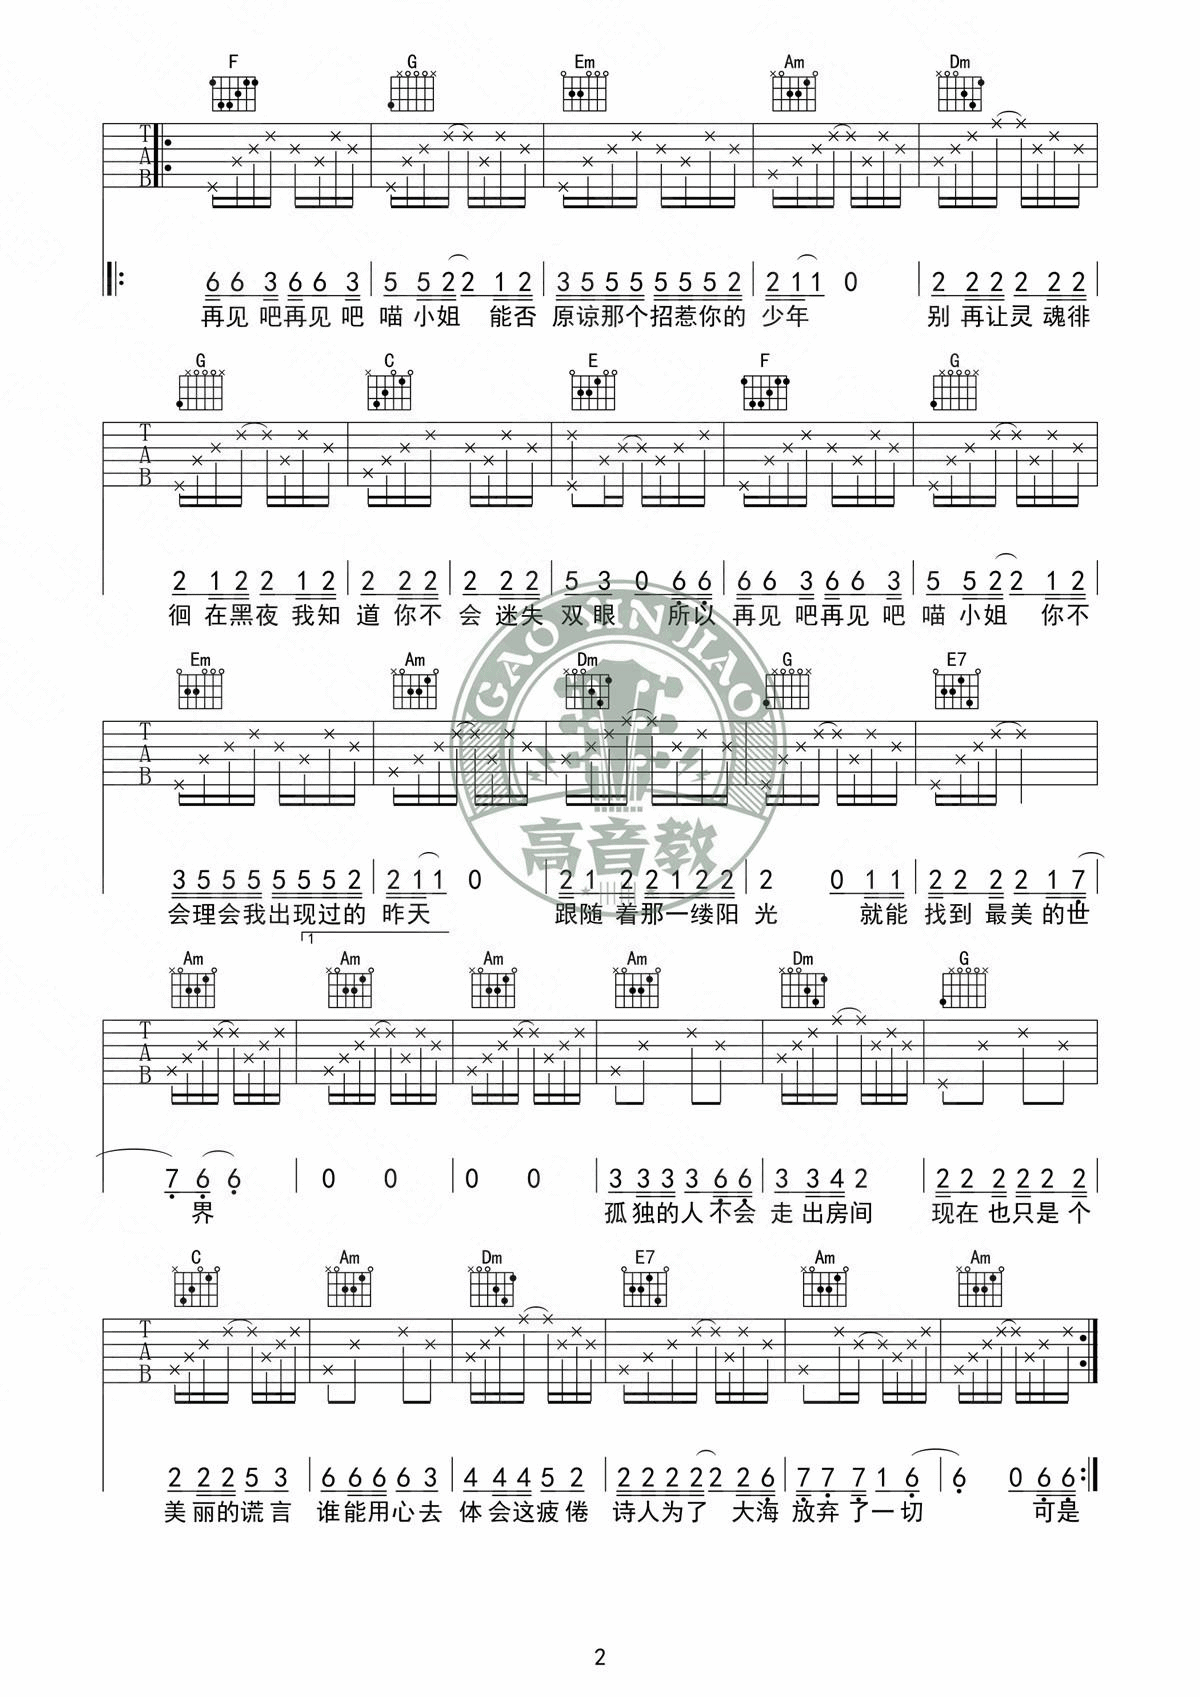 F G Em Am Dm
T A B
6 6 3 6 6 3 5 5 2 2 1 2 3 5 5 5 5 5 5 2 2 1 1 0 2 2 2 2 2 2
再见 吧再见 吧 喵 小姐 能否 原谅那个招惹你的 少年 别 再让灵 魂徘
G C E F G
T A B
2 1 2 2 1 2 2 2 2 2 2 2 5 3 0 6 6 6 6 3 6 6 3 5 5 2 2 1 2
徊 在黑夜 我知 道 你不 会 迷失 双 眼 所以 再见 吧再见 吧 喵 小姐 你不
Em Am Dm G E7
T A B
3 5 5 5 5 5 5 2 2 1 1 0 2 1 2 2 1 2 2 2 0 1 1 2 2 2 2 1 7
会理会我出现过的 昨天 跟随 着那一缕阳 光 就能 找到 最美 的世
1
Am Am Am Am Dm G
T A B
7 6 6 0 0 0 0 3 3 3 3 6 6 3 3 4 2 2 2 2 2 2 2
界 孤 独的人 不会 走 出房间 现在 也只是 个
C Am Dm E7 Am Am
T A B
2 2 2 5 3 6 6 6 6 3 4 4 4 5 2 2 2 2 2 2 2 6 7 7 7 1 6 6 0 6 6
美 丽的谎言 谁能用心去 体 会这疲倦 诗人为了 大海 放弃 了一切 可是
GAO YIN JIAO
高音教
2